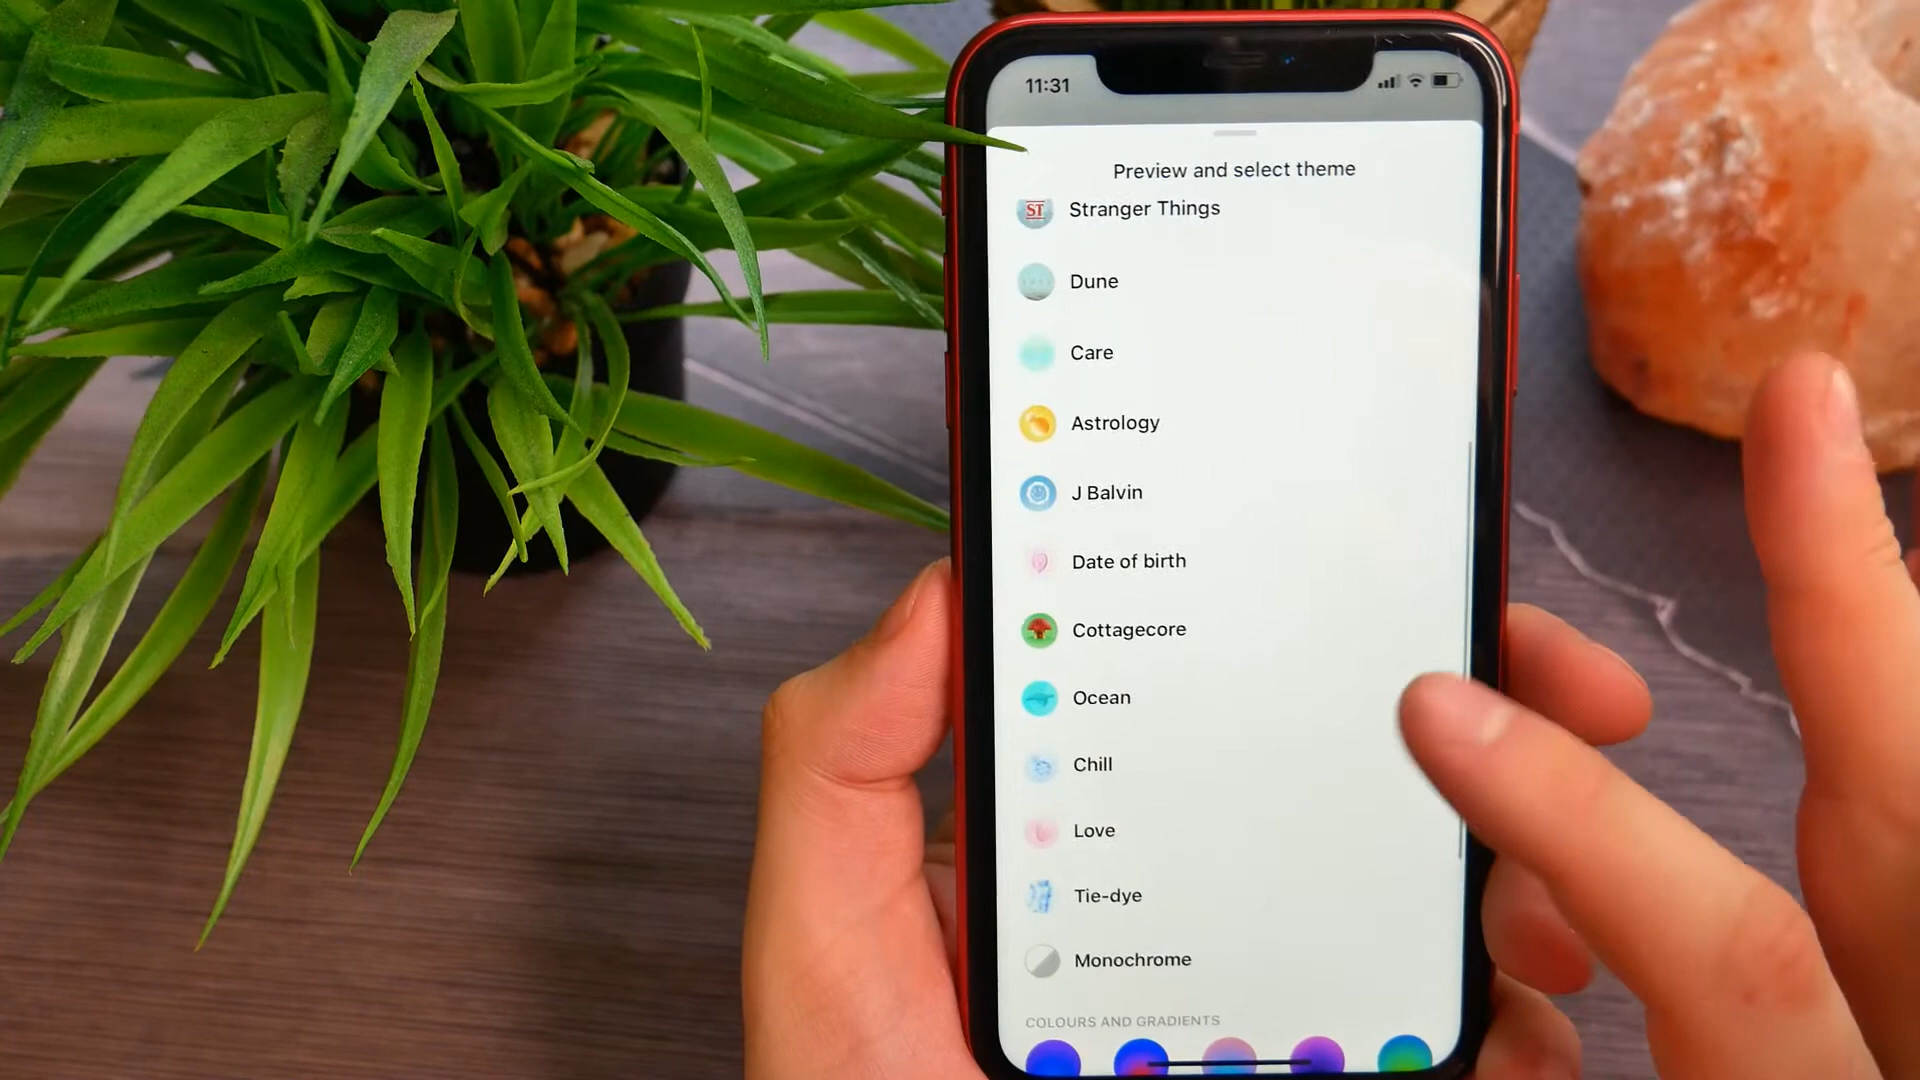 11:31
Preview and select theme
ST
Stranger Things
Dune
Care
Astrology
J Balvin
Date of birth
Cottagecore
Ocean
Chill
Love
Tie-dye
Monochrome
COLOURS AND GRADIENTS